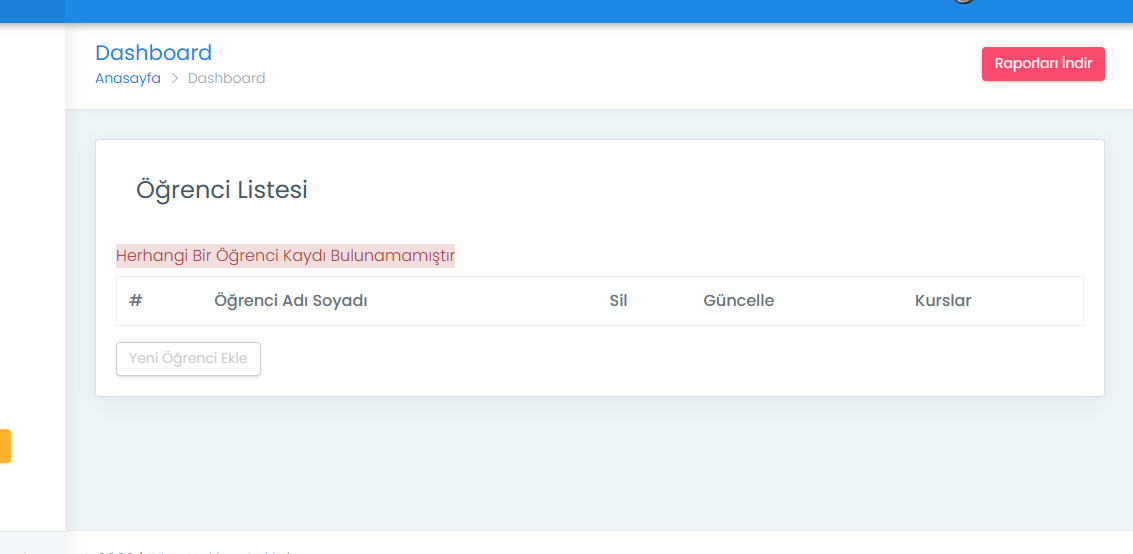 Dashboard
Anasayfa > Dashboard
Raporları İndir
Öğrenci Listesi
Herhangi Bir Öğrenci Kaydı Bulunamamıştır
# Öğrenci Adı Soyadı Sil Güncelle Kurslar
Yeni Öğrenci Ekle